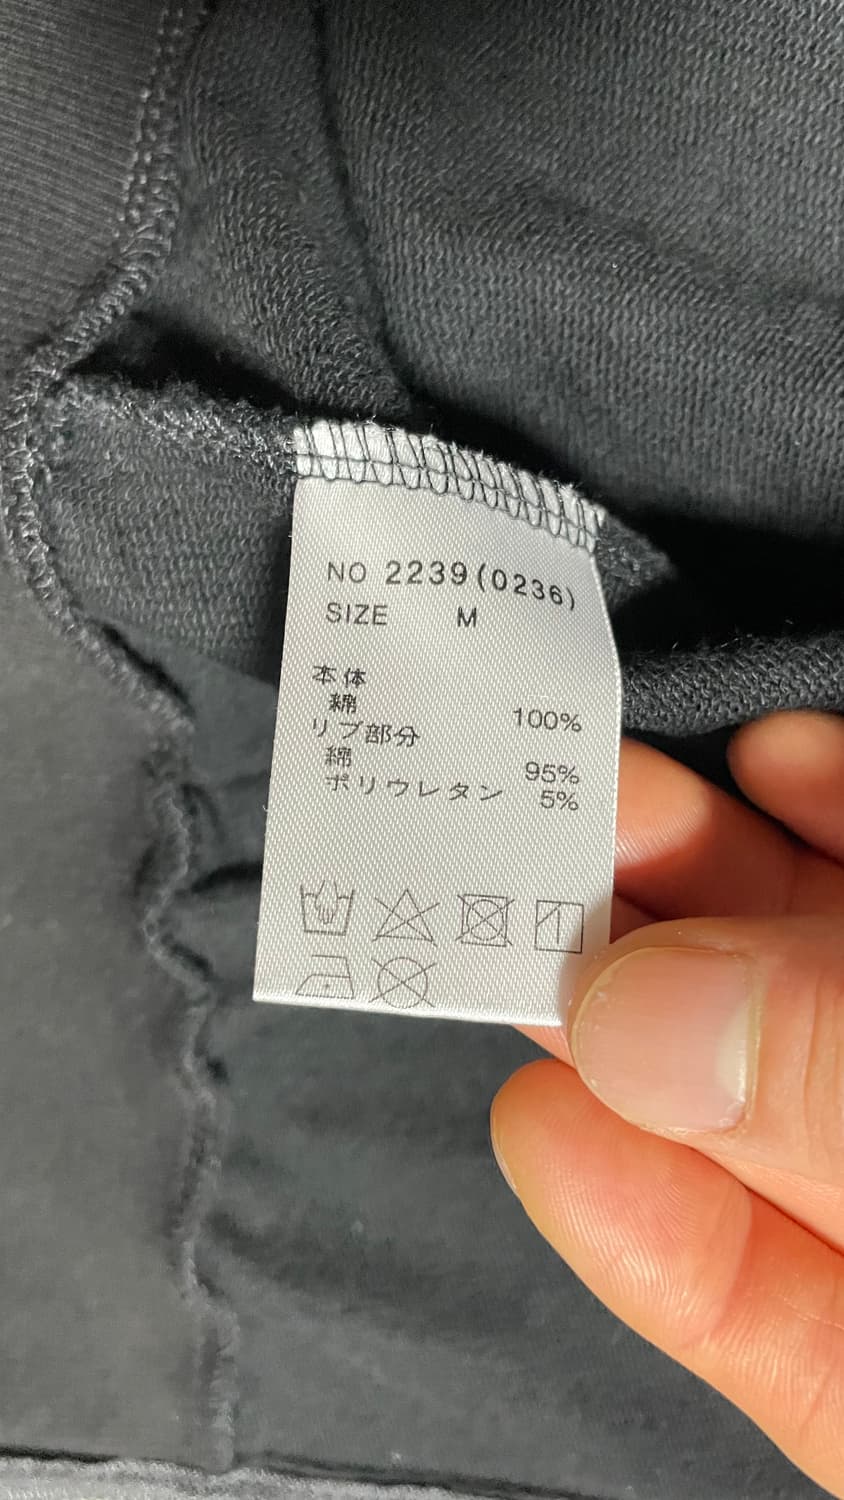 NO 2239(0236)
SIZE M
本体
綿 100%
リブ部分
綿 95%
ポリウレタン 5%